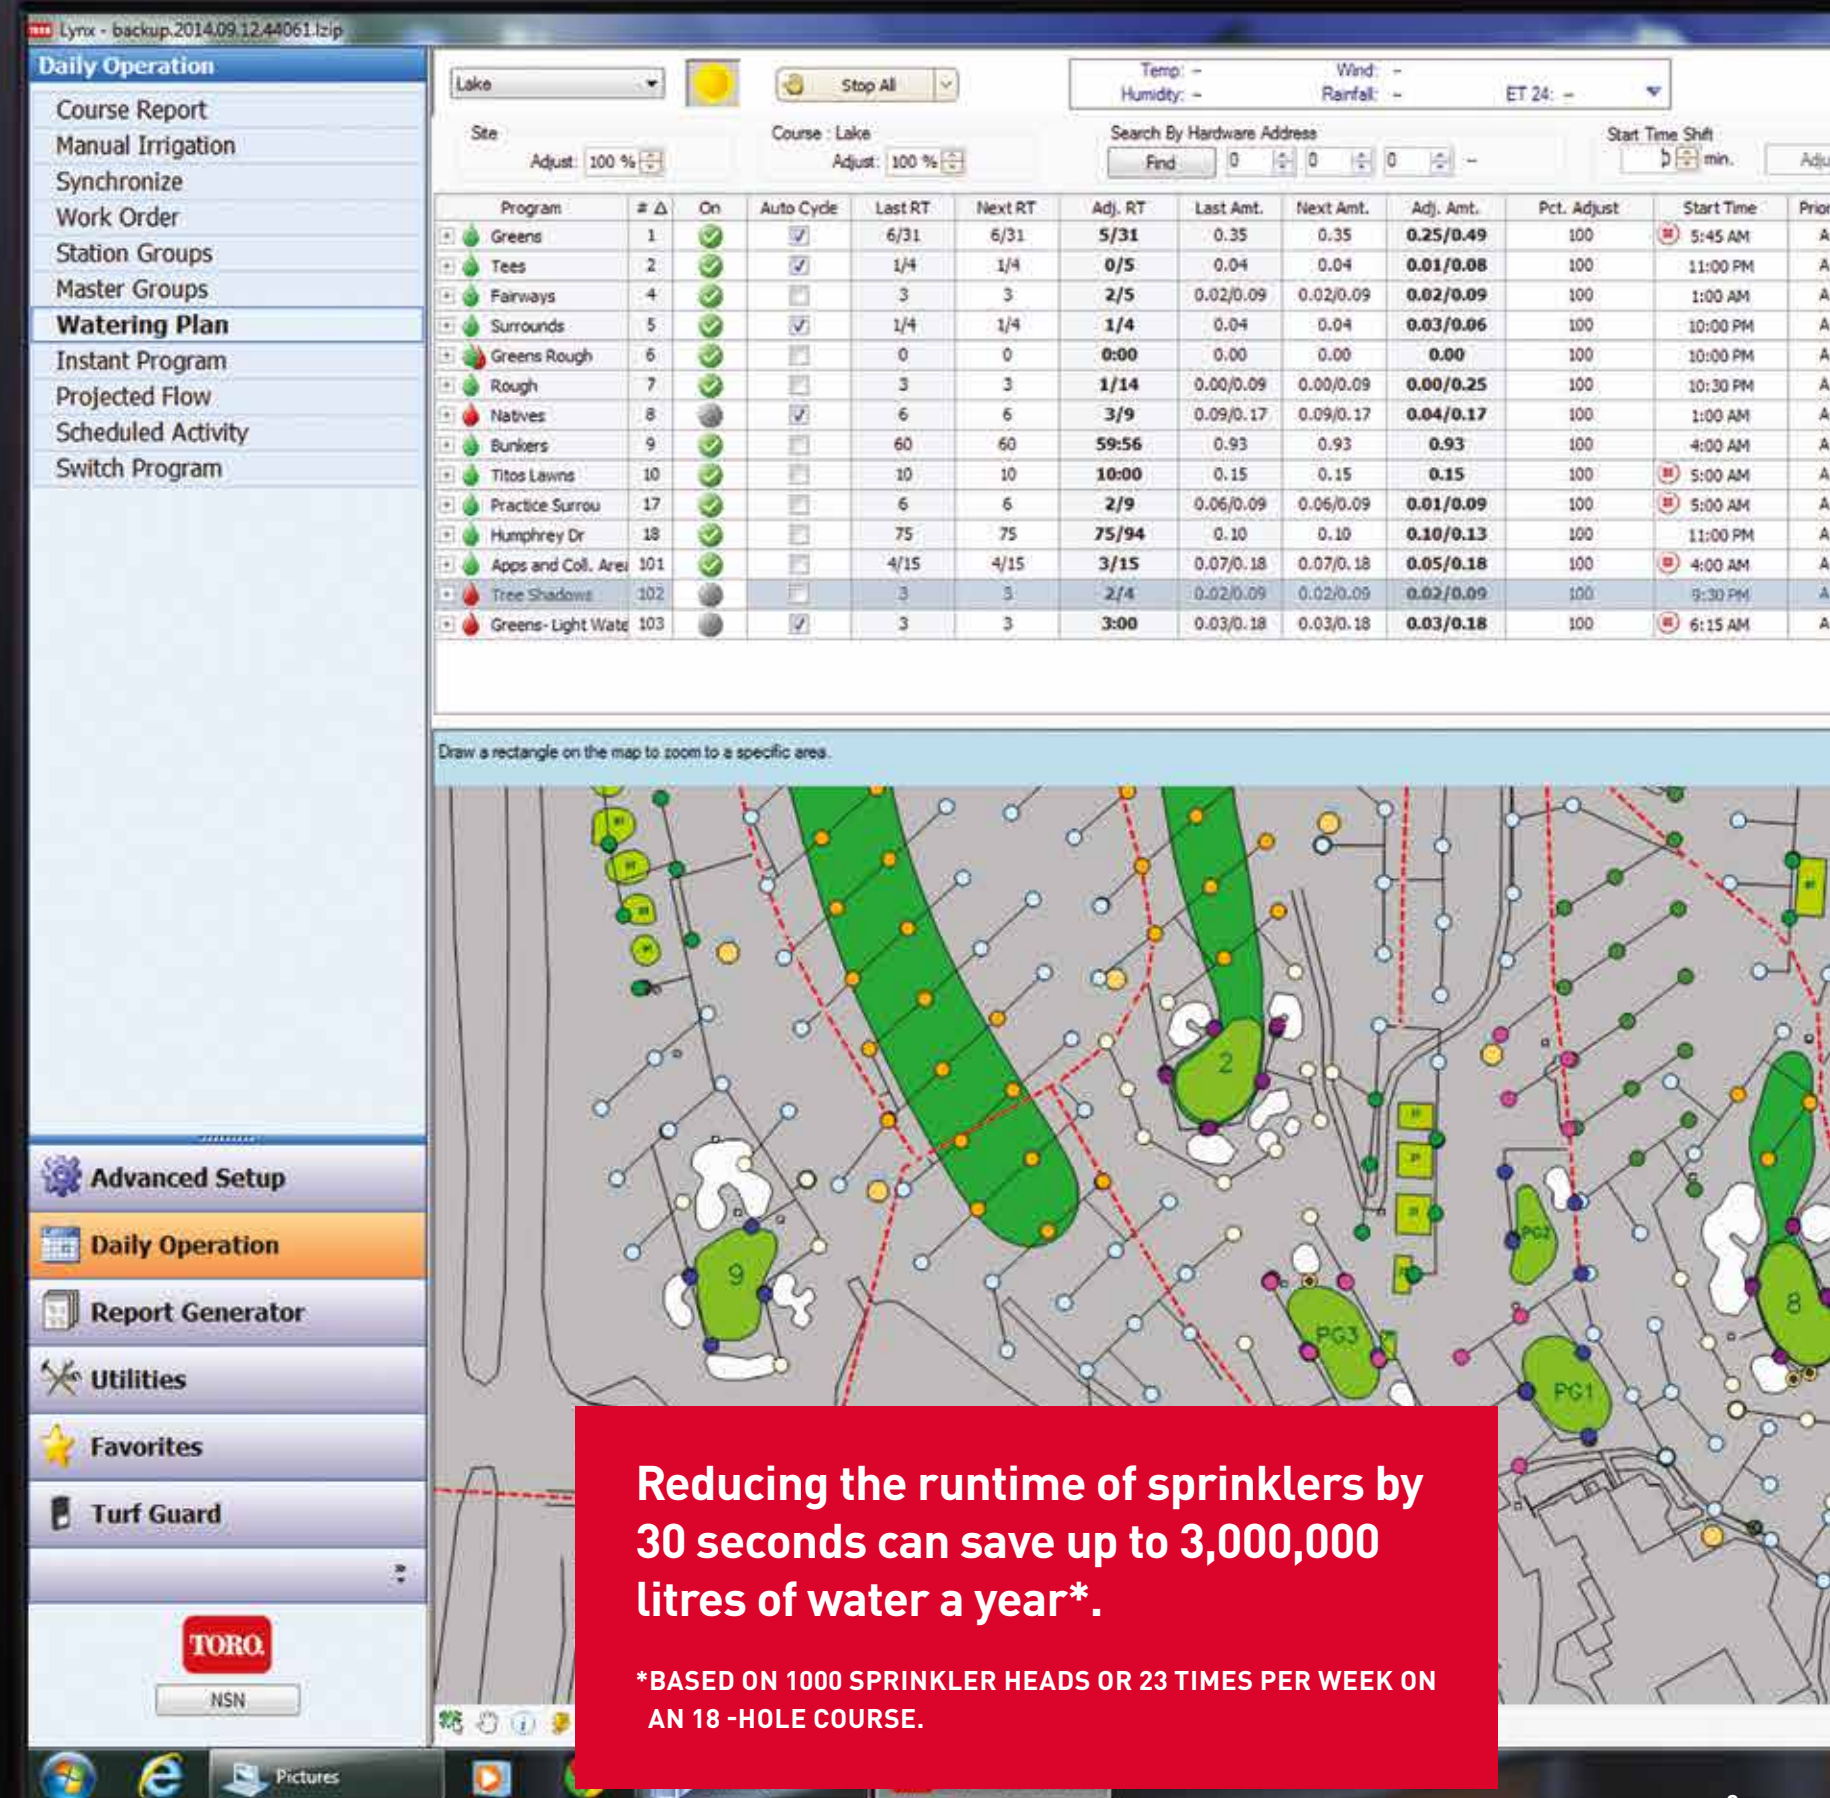 TORO Lynx - backup.2014.09.12.44061.lzip
Daily Operation
Course Report
Manual Irrigation
Synchronize
Work Order
Station Groups
Master Groups
Watering Plan
Instant Program
Projected Flow
Scheduled Activity
Switch Program
Advanced Setup
Daily Operation
Report Generator
Utilities
Favorites
Turf Guard
TORO.
NSN
Lake Stop All
Temp: -- Wind: --
Humidity: -- Rainfall: -- ET 24: --
Site Course : Lake Search By Hardware Address Start Time Shift
Adjust: 100 % Adjust: 100 % Find 0 0 0 -- min.
Program # On Auto Cycle Last RT Next RT Adj. RT Last Amt. Next Amt. Adj. Amt. Pct. Adjust Start Time Prior
Greens 1 6/31 6/31 5/31 0.35 0.35 0.25/0.49 100 5:45 AM A
Tees 2 1/4 1/4 0/5 0.04 0.04 0.01/0.08 100 11:00 PM A
Fairways 4 3 3 2/5 0.02/0.09 0.02/0.09 0.02/0.09 100 1:00 AM A
Surrounds 5 1/4 1/4 1/4 0.04 0.04 0.03/0.06 100 10:00 PM A
Greens Rough 6 0 0 0:00 0.00 0.00 0.00 100 10:00 PM A
Rough 7 3 3 1/14 0.00/0.09 0.00/0.09 0.00/0.25 100 10:30 PM A
Natives 8 6 6 3/9 0.09/0.17 0.09/0.17 0.04/0.17 100 1:00 AM A
Bunkers 9 60 60 59:56 0.93 0.93 0.93 100 4:00 AM A
Titos Lawns 10 10 10 10:00 0.15 0.15 0.15 100 5:00 AM A
Practice Surrou 17 6 6 2/9 0.06/0.09 0.06/0.09 0.01/0.09 100 5:00 AM A
Humphrey Dr 18 75 75 75/94 0.10 0.10 0.10/0.13 100 11:00 PM A
Apps and Coll. Area 101 4/15 4/15 3/15 0.07/0.18 0.07/0.18 0.05/0.18 100 4:00 AM A
Tree Shadows 102 3 3 2/4 0.02/0.09 0.02/0.09 0.02/0.09 100 9:30 PM A
Greens- Light Wate 103 3 3 3:00 0.03/0.18 0.03/0.18 0.03/0.18 100 6:15 AM A
Draw a rectangle on the map to zoom to a specific area.
2
9
PG2
8
PG3
PG1
Reducing the runtime of sprinklers by
30 seconds can save up to 3,000,000
litres of water a year*.
*BASED ON 1000 SPRINKLER HEADS OR 23 TIMES PER WEEK ON
AN 18 -HOLE COURSE.
Pictures